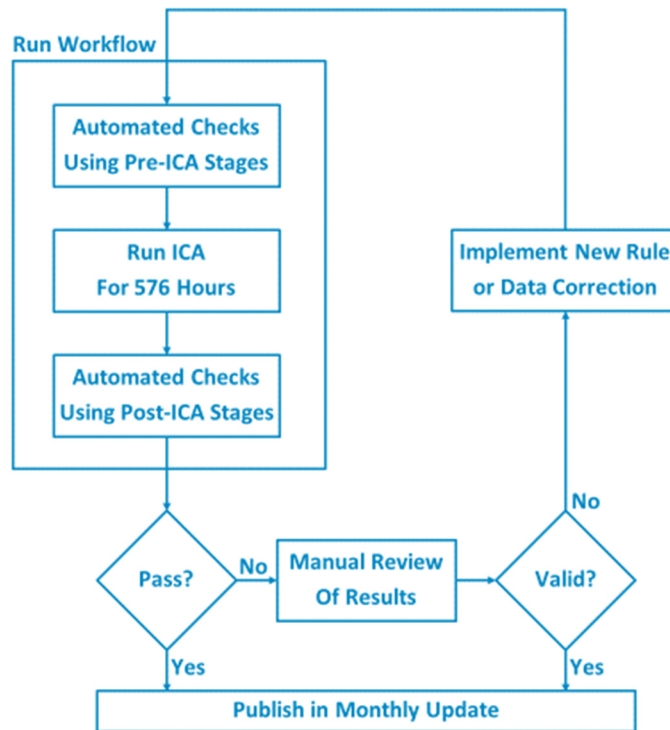 Run Workflow
Automated Checks
Using Pre-ICA Stages
Run ICA
For 576 Hours
Automated Checks
Using Post-ICA Stages
Pass?
No
Manual Review
Of Results
Valid?
No
Implement New Rule
or Data Correction
Yes
Yes
Publish in Monthly Update